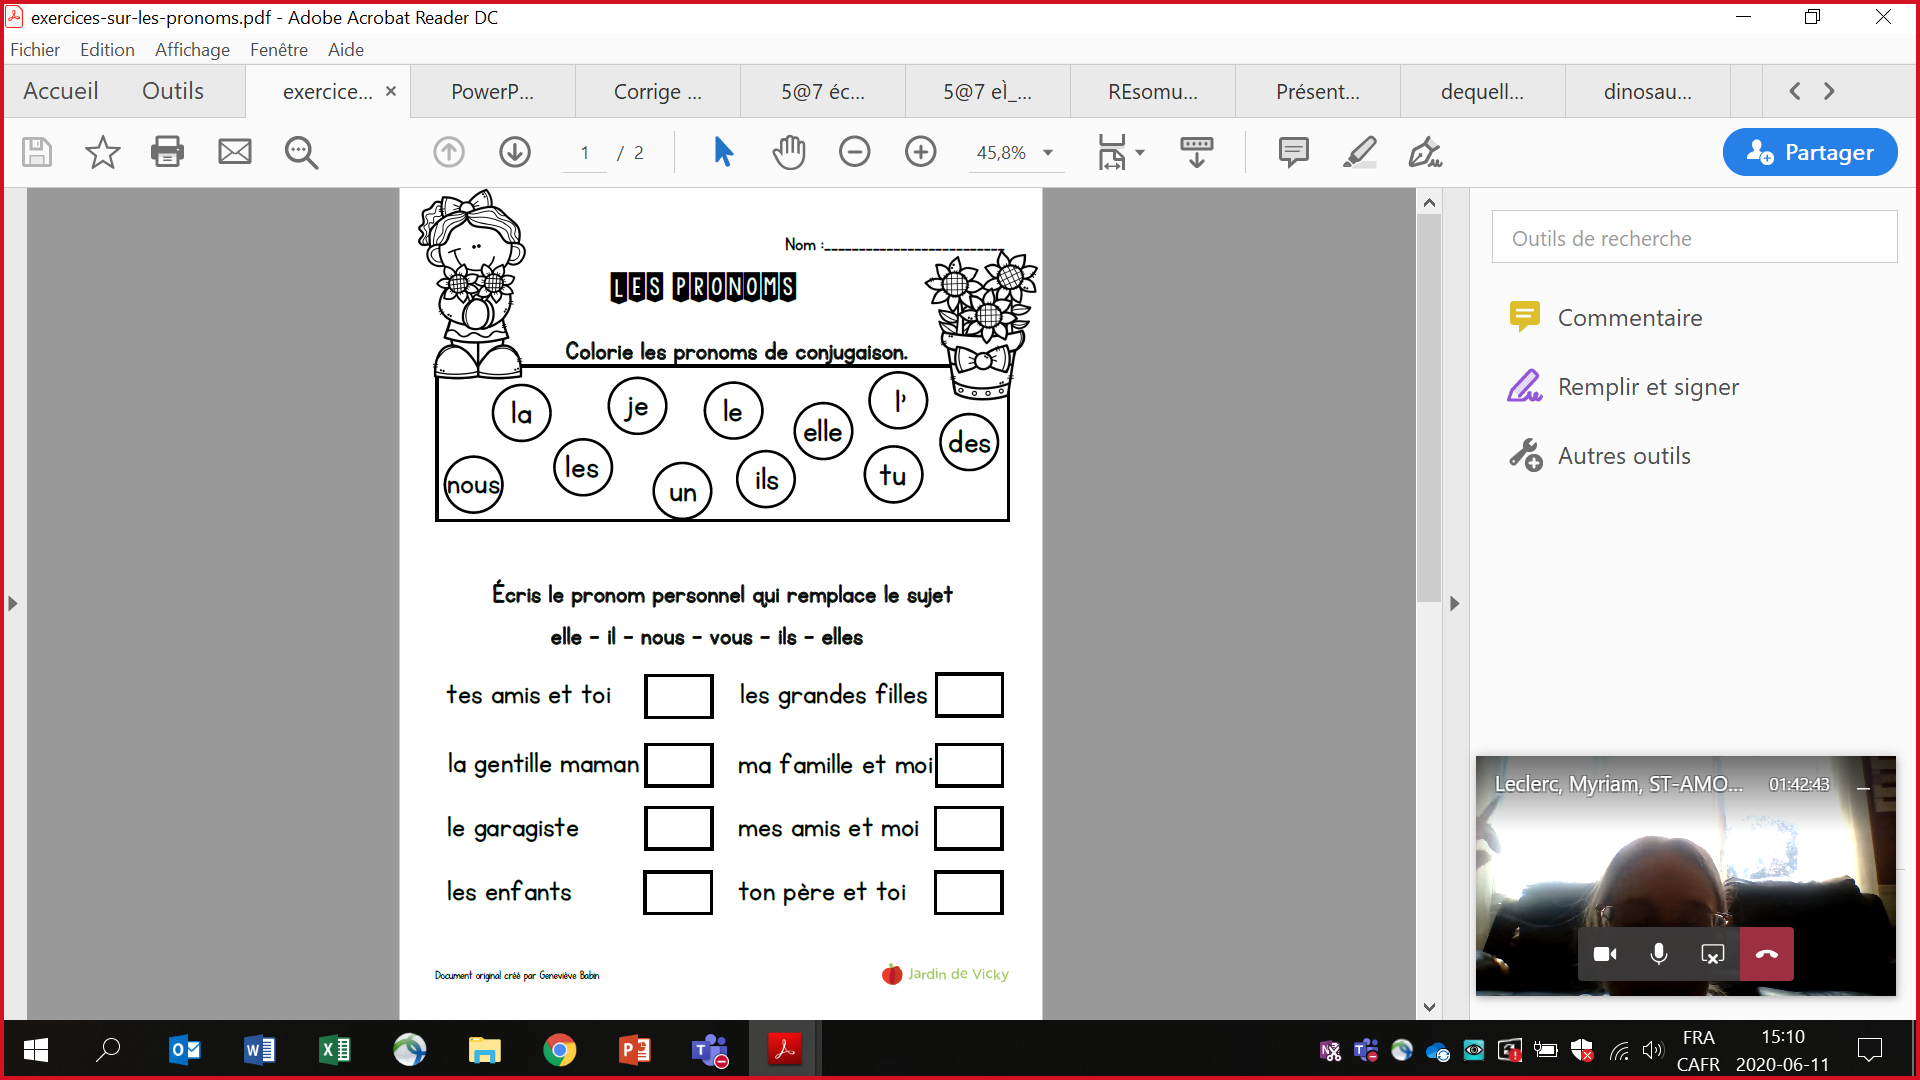 exercices-sur-les-pronoms.pdf - Adobe Acrobat Reader DC
Fichier Edition Affichage Fenêtre Aide
Accueil Outils exercice... PowerP... Corrige ... 5@7 éc... 5@7 eÌ_... REsomu... Présent... dequell... dinosau...
1 / 2 45,8% Partager
Nom :
LES PRONOMS
Colorie les pronoms de conjugaison.
la je le elle l' des
nous les un ils tu
Écris le pronom personnel qui remplace le sujet
elle - il - nous - vous - ils - elles
tes amis et toi les grandes filles
la gentille maman ma famille et moi
le garagiste mes amis et moi
les enfants ton père et toi
Document original créé par Geneviève Babin Jardin de Vicky
Outils de recherche
Commentaire
Remplir et signer
Autres outils
Leclerc, Myriam, ST-AMO... 01:42:43
FRA 15:10
CAFR 2020-06-11